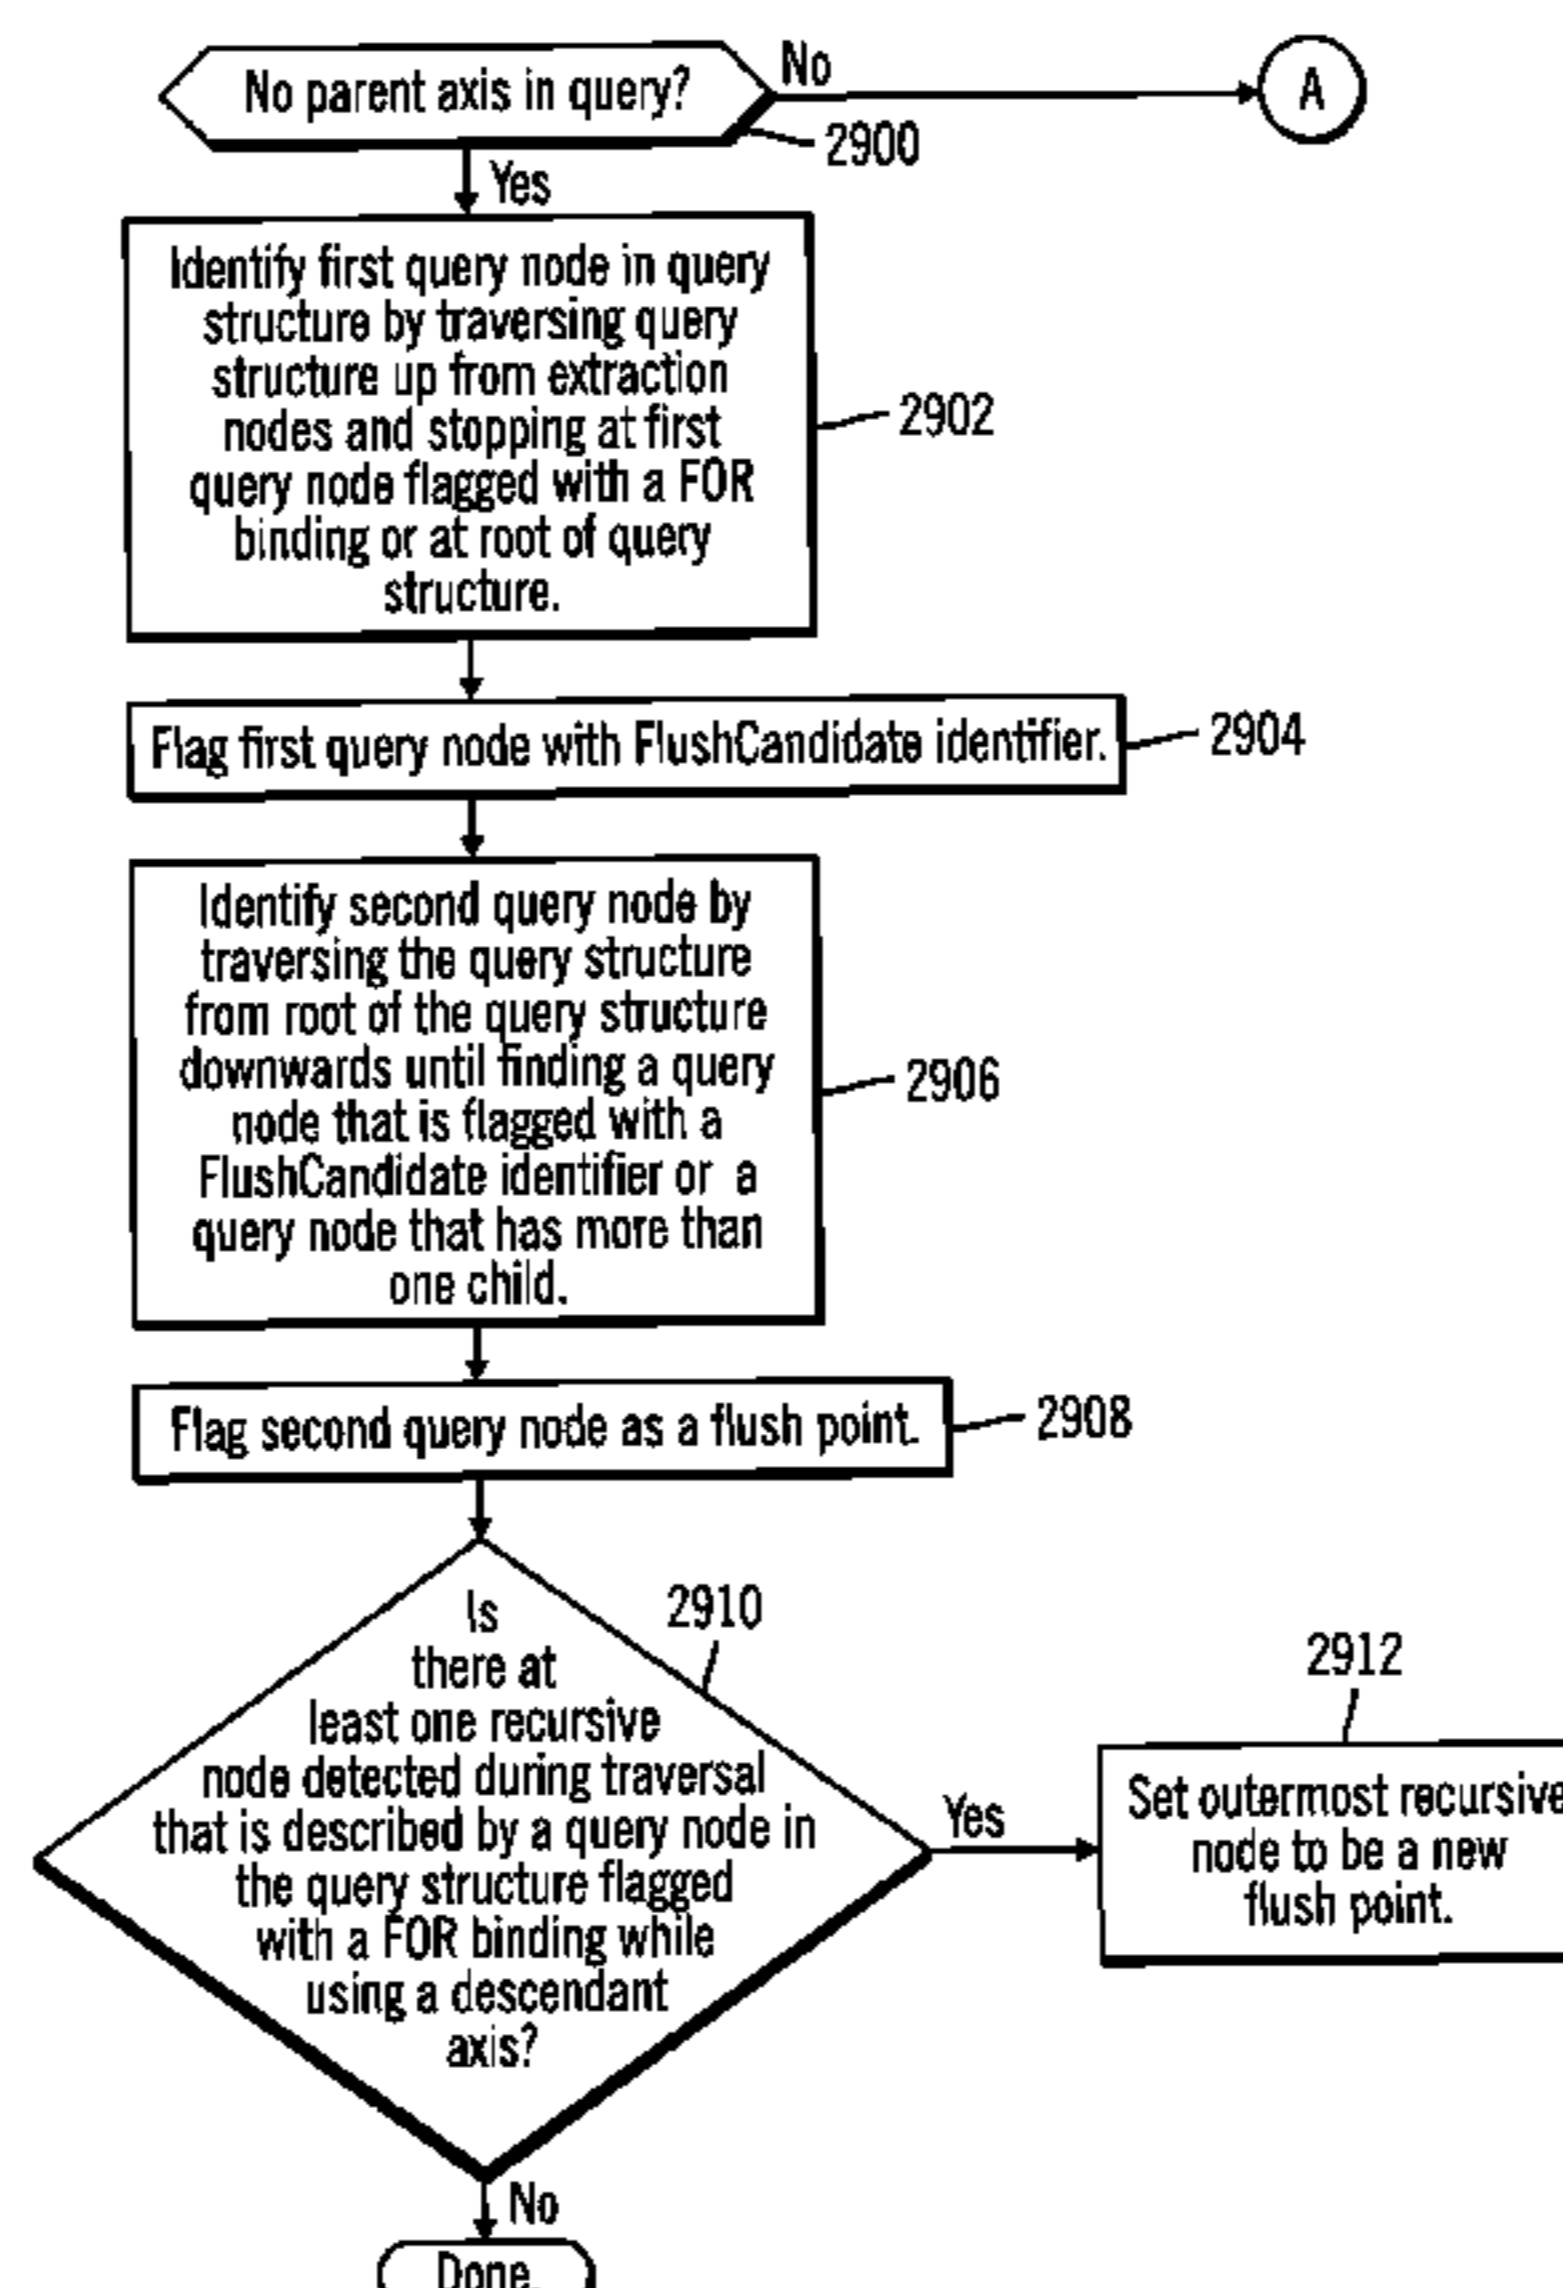 No parent axis in query?
No
A
2900
Yes
Identify first query node in query
structure by traversing query
structure up from extraction
nodes and stopping at first
query node flagged with a FOR
binding or at root of query
structure.
2902
Flag first query node with FlushCandidate identifier.
2904
Identify second query node by
traversing the query structure
from root of the query structure
downwards until finding a query
node that is flagged with a
FlushCandidate identifier or a
query node that has more than
one child.
2906
Flag second query node as a flush point.
2908
Is
there at
least one recursive
node detected during traversal
that is described by a query node in
the query structure flagged
with a FOR binding while
using a descendant
axis?
2910
Yes
2912
Set outermost recursive
node to be a new
flush point.
No
Done.